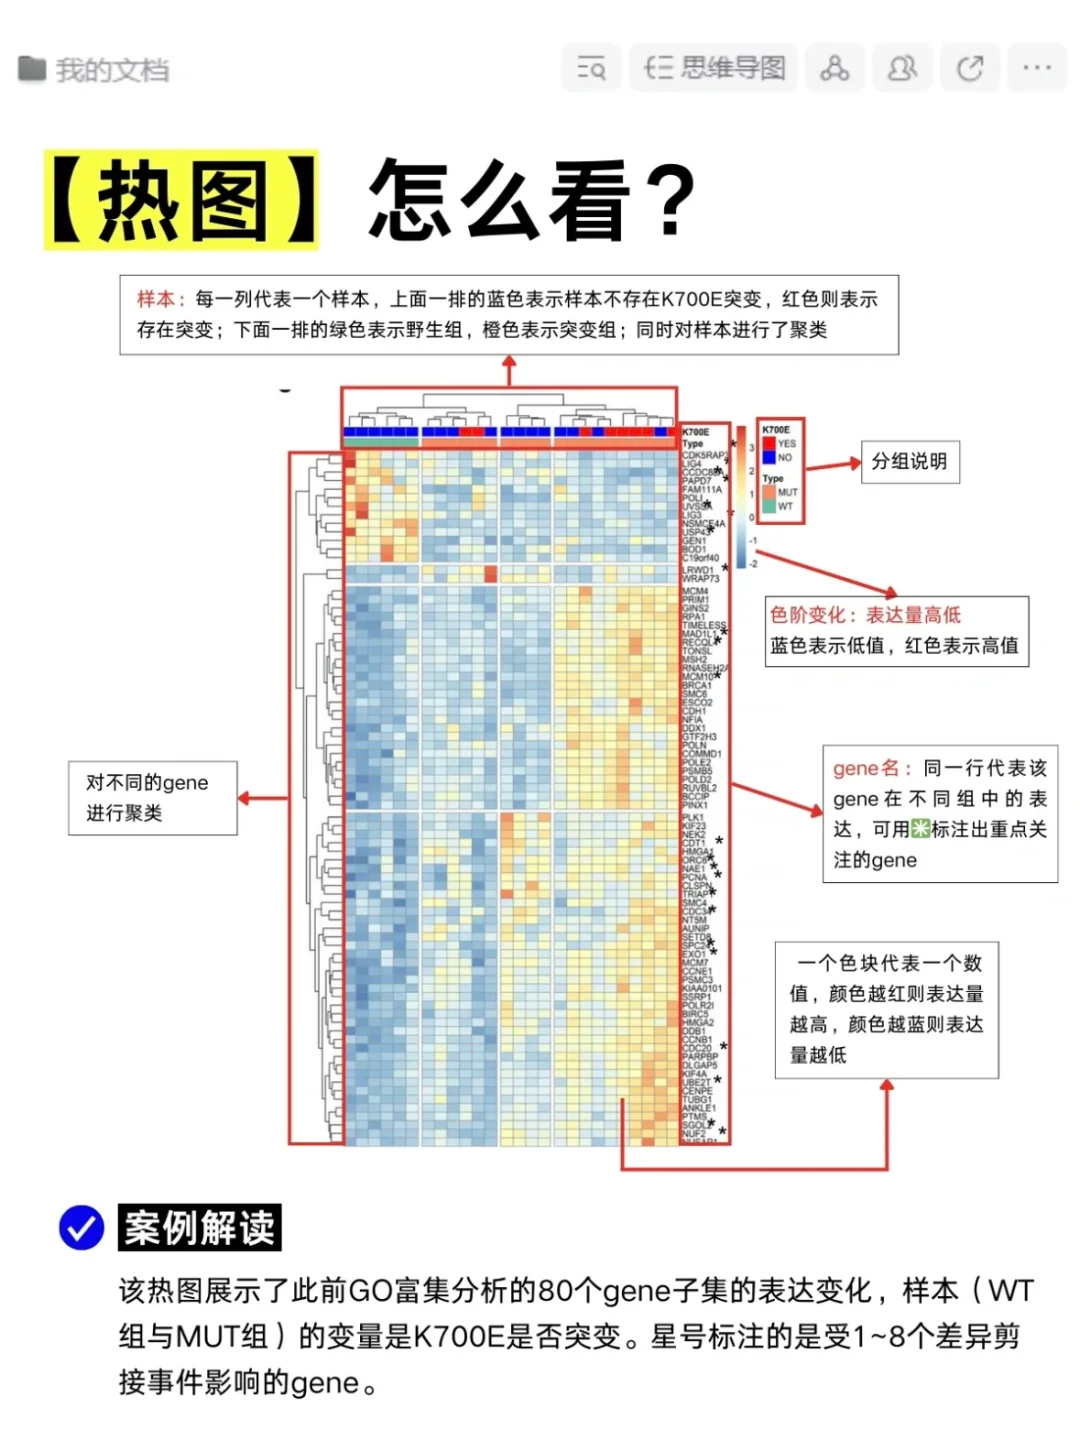 我的文档
思维导图
【热图】 怎么看?
样本：每一列代表一个样本，上面一排的蓝色表示样本不存在K700E突变，红色则表示
存在突变；下面一排的绿色表示野生组，橙色表示突变组；同时对样本进行了聚类
K700E
Type
CDK5RAP3
LIG4
PAPD7
FAM111A
POLI
UVSSA
LIG3
NSMCE4A
USP43
GEN1
BOD1
C19orf40
LRWD1
WRAP73
MCM4
PRIM1
GINS2
RPA1
TIMELESS
MAD1L1
RECQL4
TONSL
MSH2
RNASEH2A
MCM10
BRCA1
SMC6
ESCO2
CDH1
NFIA
DDX1
GTF2H3
POLN
COMMD1
POLE2
PSMB5
POLD2
RUVBL2
BCCIP
PINX1
PLK1
KIF23
NEK2
CDT1
HMGA1
ORC6
NAE1
PCNA
CLSPN
TRIAP1
SMC4
CDC34
NT5M
AUNIP
SETD8
SPC24
EXO1
MCM7
CCNE1
PSMC3
KIAA0101
SSRP1
POLR2I
BIRC5
HMGA2
DDB1
CCNB1
CDC20
PARPBP
DLGAP5
KIF4A
UBE2T
CENPE
TUBG1
ANKLE1
PTMS
SGOL2
NUF2
NUSAP1
3
2
1
0
-1
-2
K700E
YES
NO
Type
MUT
WT
分组说明
色阶变化：表达量高低
蓝色表示低值，红色表示高值
对不同的gene
进行聚类
gene名：同一行代表该
gene在不同组中的表
达，可用米标注出重点关
注的gene
一个色块代表一个数
值，颜色越红则表达量
越高，颜色越蓝则表达
量越低
案例解读
该热图展示了此前GO富集分析的80个gene子集的表达变化，样本（WT
组与MUT组）的变量是K700E是否突变。星号标注的是受1~8个差异剪
接事件影响的gene。